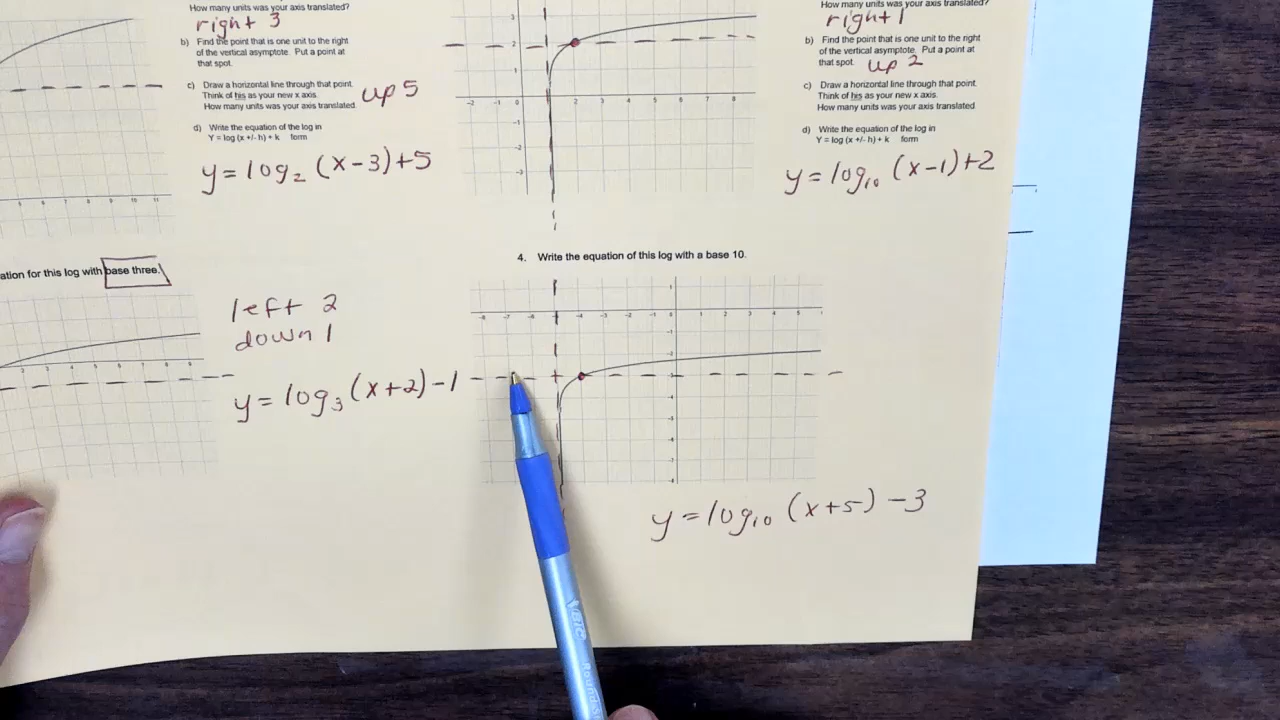 How many units was your axis translated?
right 3
b) Find the point that is one unit to the right
of the vertical asymptote. Put a point at
that spot.
c) Draw a horizontal line through that point.
Think of his as your new x axis.
How many units was your axis translated.
up 5
d) Write the equation of the log in
Y = log (x +/- h) + k form
y = log₂ (x-3)+5
How many units was your axis translated?
right 1
b) Find the point that is one unit to the right
of the vertical asymptote. Put a point at
that spot.
up 2
c) Draw a horizontal line through that point.
Think of his as your new x axis.
How many units was your axis translated.
d) Write the equation of the log in
Y = log (x +/- h) + k form
y = log₁₀ (x-1)+2
ation for this log with base three.
left 2
down 1
y = log₃ (x+2)-1
4. Write the equation of this log with a base 10.
y = log₁₀ (x+5) -3
BIC